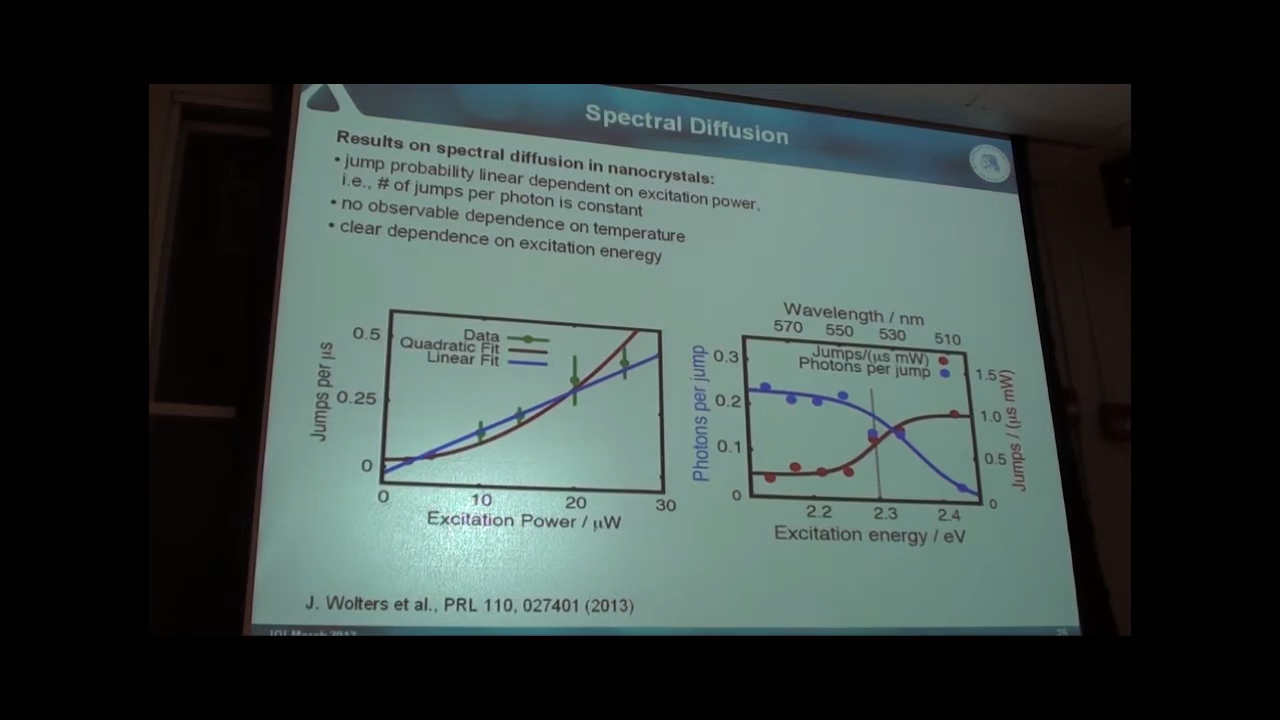 Spectral Diffusion
Results on spectral diffusion in nanocrystals:
• jump probability linear dependent on excitation power.
i.e., # of jumps per photon is constant
• no observable dependence on temperature
• clear dependence on excitation eneregy
Data
Quadratic Fit
Linear Fit
Jumps per µs
0.5
0.25
0
0 10 20 30
Excitation Power / µW
Wavelength / nm
570 550 530 510
Jumps/(µs mW)
Photons per jump
Photons per jump
0.3
0.2
0.1
0
1.5
1.0
0.5
0
Jumps / (µs mW)
2.2 2.3 2.4
Excitation energy / eV
J. Wolters et al., PRL 110, 027401 (2013)